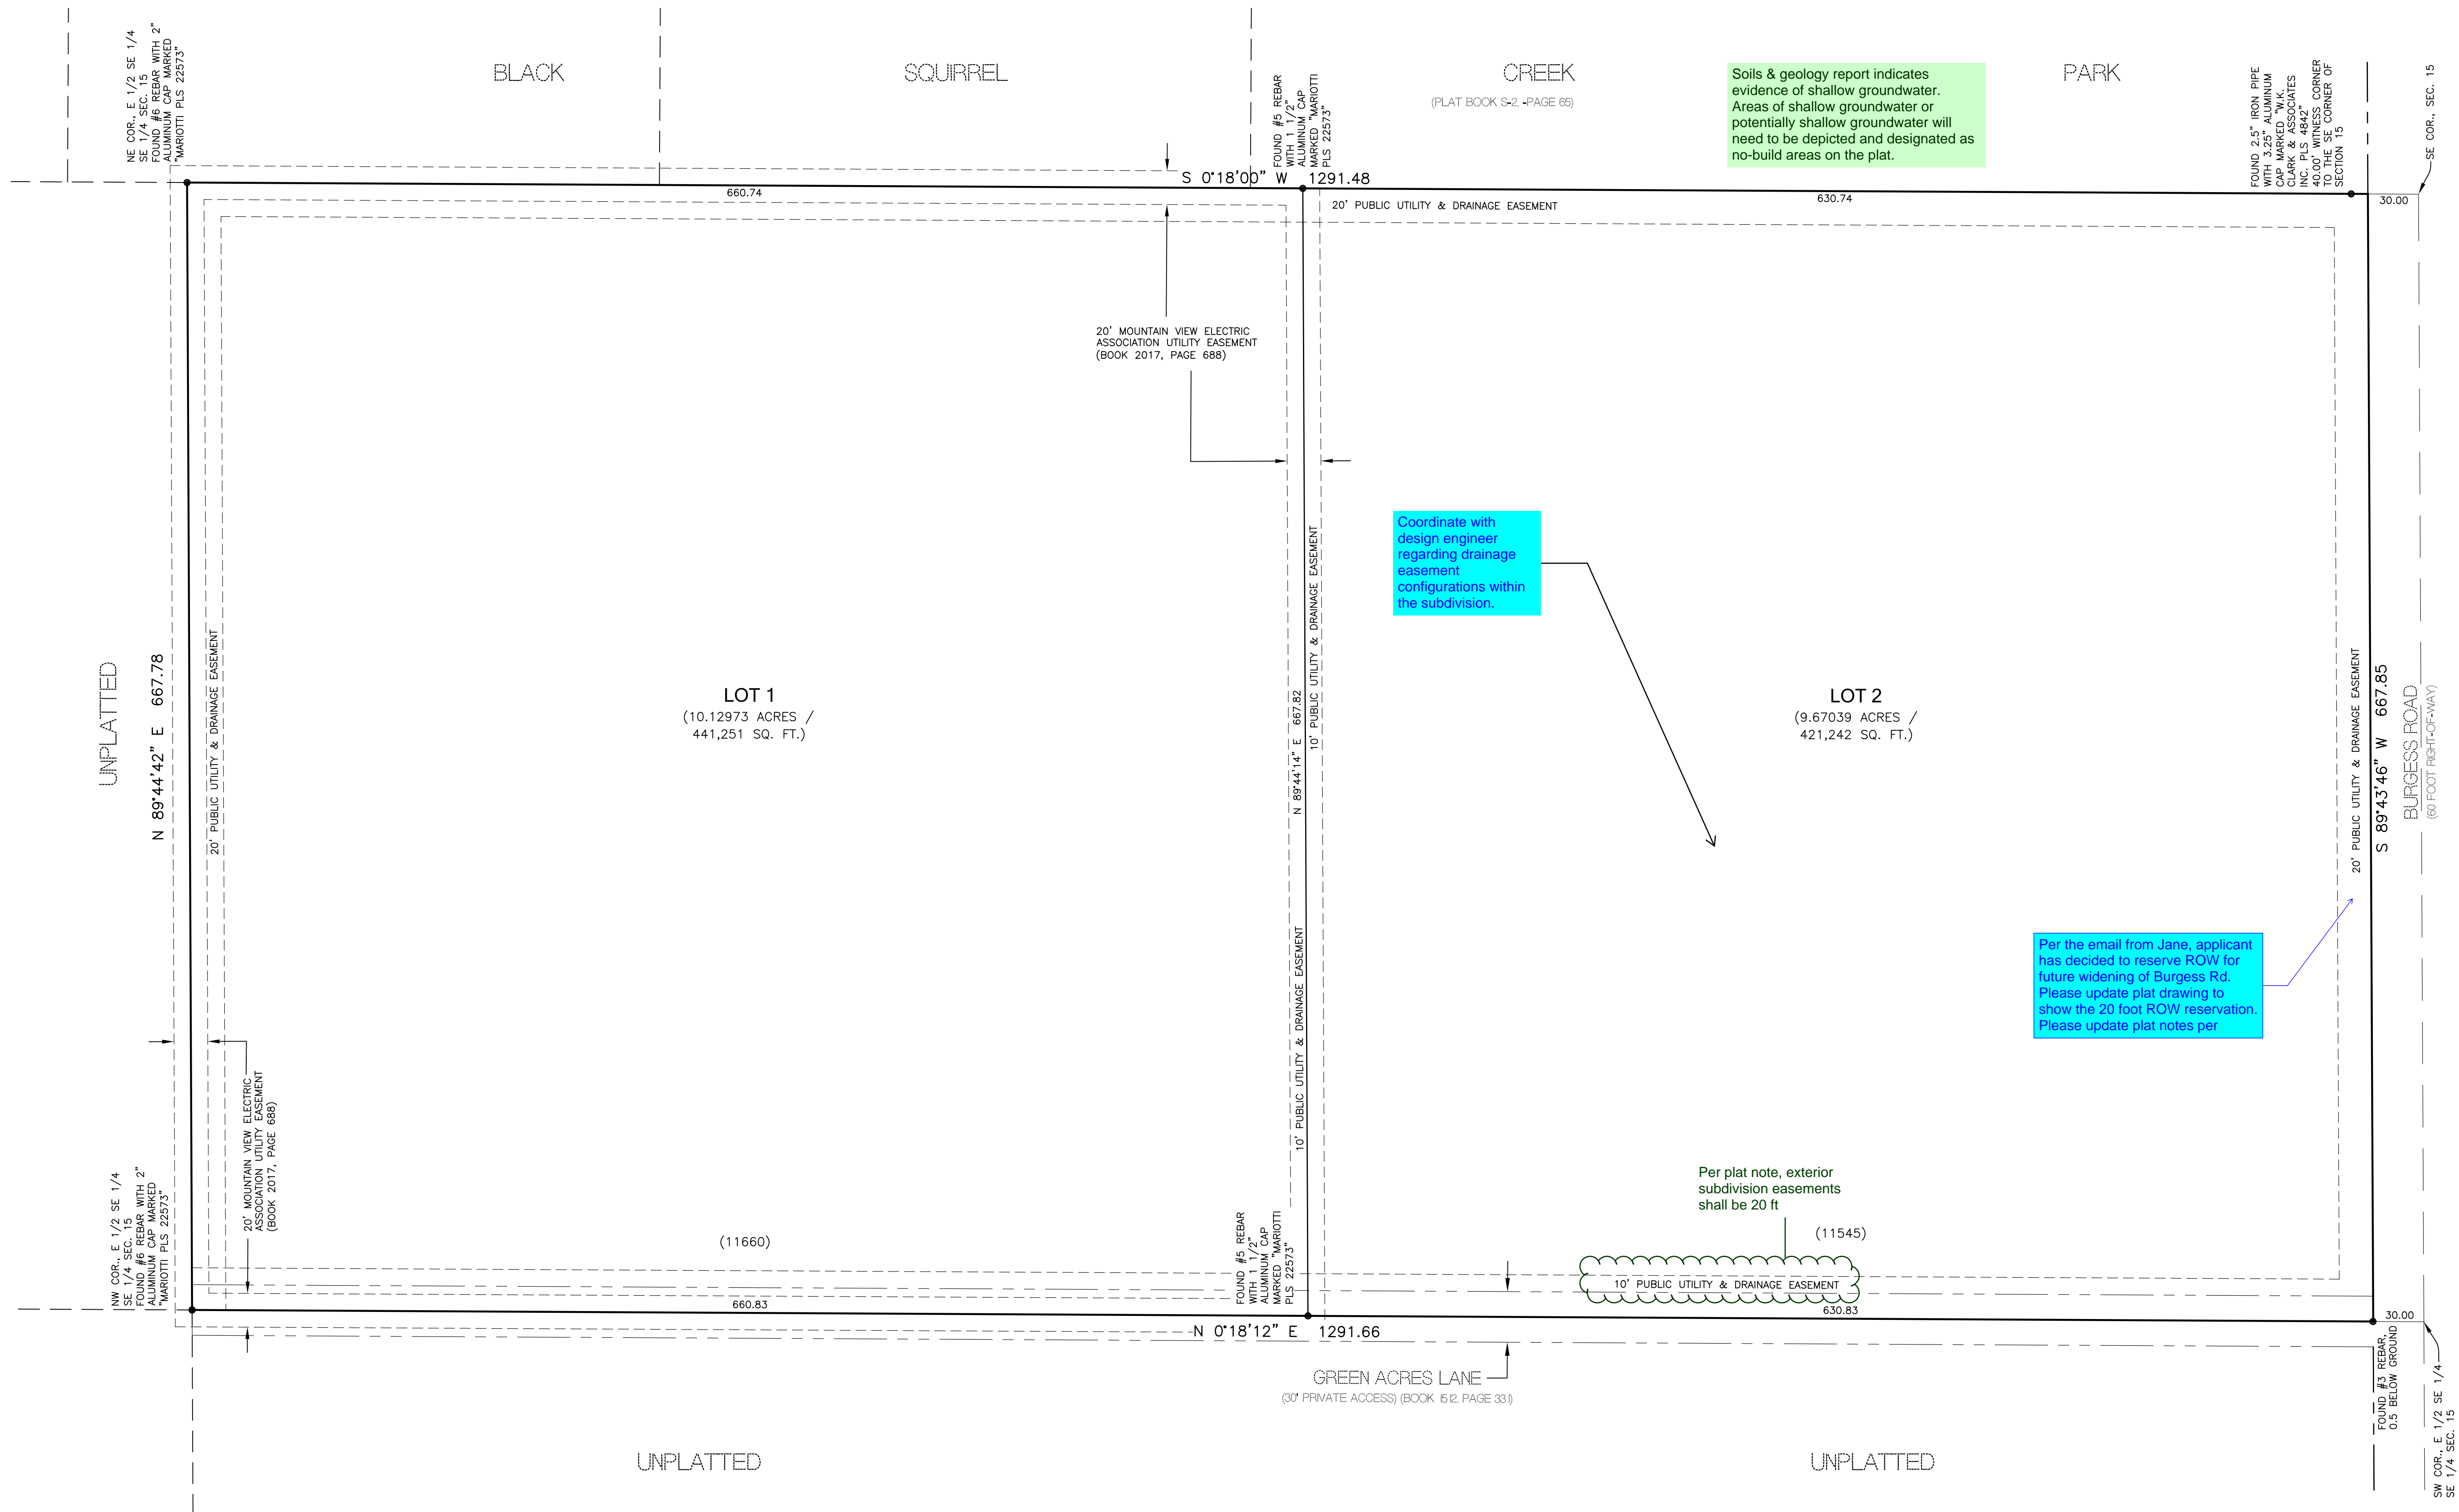 BLACK
SQUIRREL
CREEK
PARK
(PLAT BOOK S-2, -PAGE 65)
NE COR., E 1/2 SE 1/4
SE 1/4 SEC. 15
FOUND #6 REBAR WITH 2"
ALUMINUM CAP MARKED
"MARIOTTI PLS 22573"
FOUND #5 REBAR
WITH 1 1/2"
ALUMINUM CAP
MARKED "MARIOTTI
PLS 22573"
Soils & geology report indicates
evidence of shallow groundwater.
Areas of shallow groundwater or
potentially shallow groundwater will
need to be depicted and designated as
no-build areas on the plat.
FOUND 2.5" IRON PIPE
WITH 3.25" ALUMINUM
CAP MARKED "W.K.
CLARK & ASSOCIATES
INC. PLS 4842"
40.00' WITNESS CORNER
TO THE SE CORNER OF
SECTION 15
SE COR., SEC. 15
S 0°18'00" W 1291.48
660.74
630.74
30.00
20' PUBLIC UTILITY & DRAINAGE EASEMENT
20' MOUNTAIN VIEW ELECTRIC
ASSOCIATION UTILITY EASEMENT
(BOOK 2017, PAGE 688)
Coordinate with
design engineer
regarding drainage
easement
configurations within
the subdivision.
UNPLATTED
N 89°44'42" E 667.78
20' PUBLIC UTILITY & DRAINAGE EASEMENT
LOT 1
(10.12973 ACRES /
441,251 SQ. FT.)
N 89°44'14" E 667.82
10' PUBLIC UTILITY & DRAINAGE EASEMENT
10' PUBLIC UTILITY & DRAINAGE EASEMENT
LOT 2
(9.67039 ACRES /
421,242 SQ. FT.)
20' PUBLIC UTILITY & DRAINAGE EASEMENT
S 89°43'46" W 667.85
BURGESS ROAD
(60 FOOT RIGHT-OF-WAY)
Per the email from Jane, applicant
has decided to reserve ROW for
future widening of Burgess Rd.
Please update plat drawing to
show the 20 foot ROW reservation.
Please update plat notes per
20' MOUNTAIN VIEW ELECTRIC
ASSOCIATION UTILITY EASEMENT
(BOOK 2017, PAGE 688)
NW COR., E 1/2 SE 1/4
SE 1/4 SEC. 15
FOUND #6 REBAR WITH 2"
ALUMINUM CAP MARKED
"MARIOTTI PLS 22573"
(11660)
FOUND #5 REBAR
WITH 1 1/2"
ALUMINUM CAP
MARKED "MARIOTTI
PLS 22573"
Per plat note, exterior
subdivision easements
shall be 20 ft
(11545)
10' PUBLIC UTILITY & DRAINAGE EASEMENT
660.83
630.83
30.00
N 0°18'12" E 1291.66
GREEN ACRES LANE
(30' PRIVATE ACCESS) (BOOK 1512, PAGE 331)
FOUND #3 REBAR,
0.5 BELOW GROUND
SW COR., E 1/2 SE 1/4
SE 1/4 SEC. 15
UNPLATTED
UNPLATTED